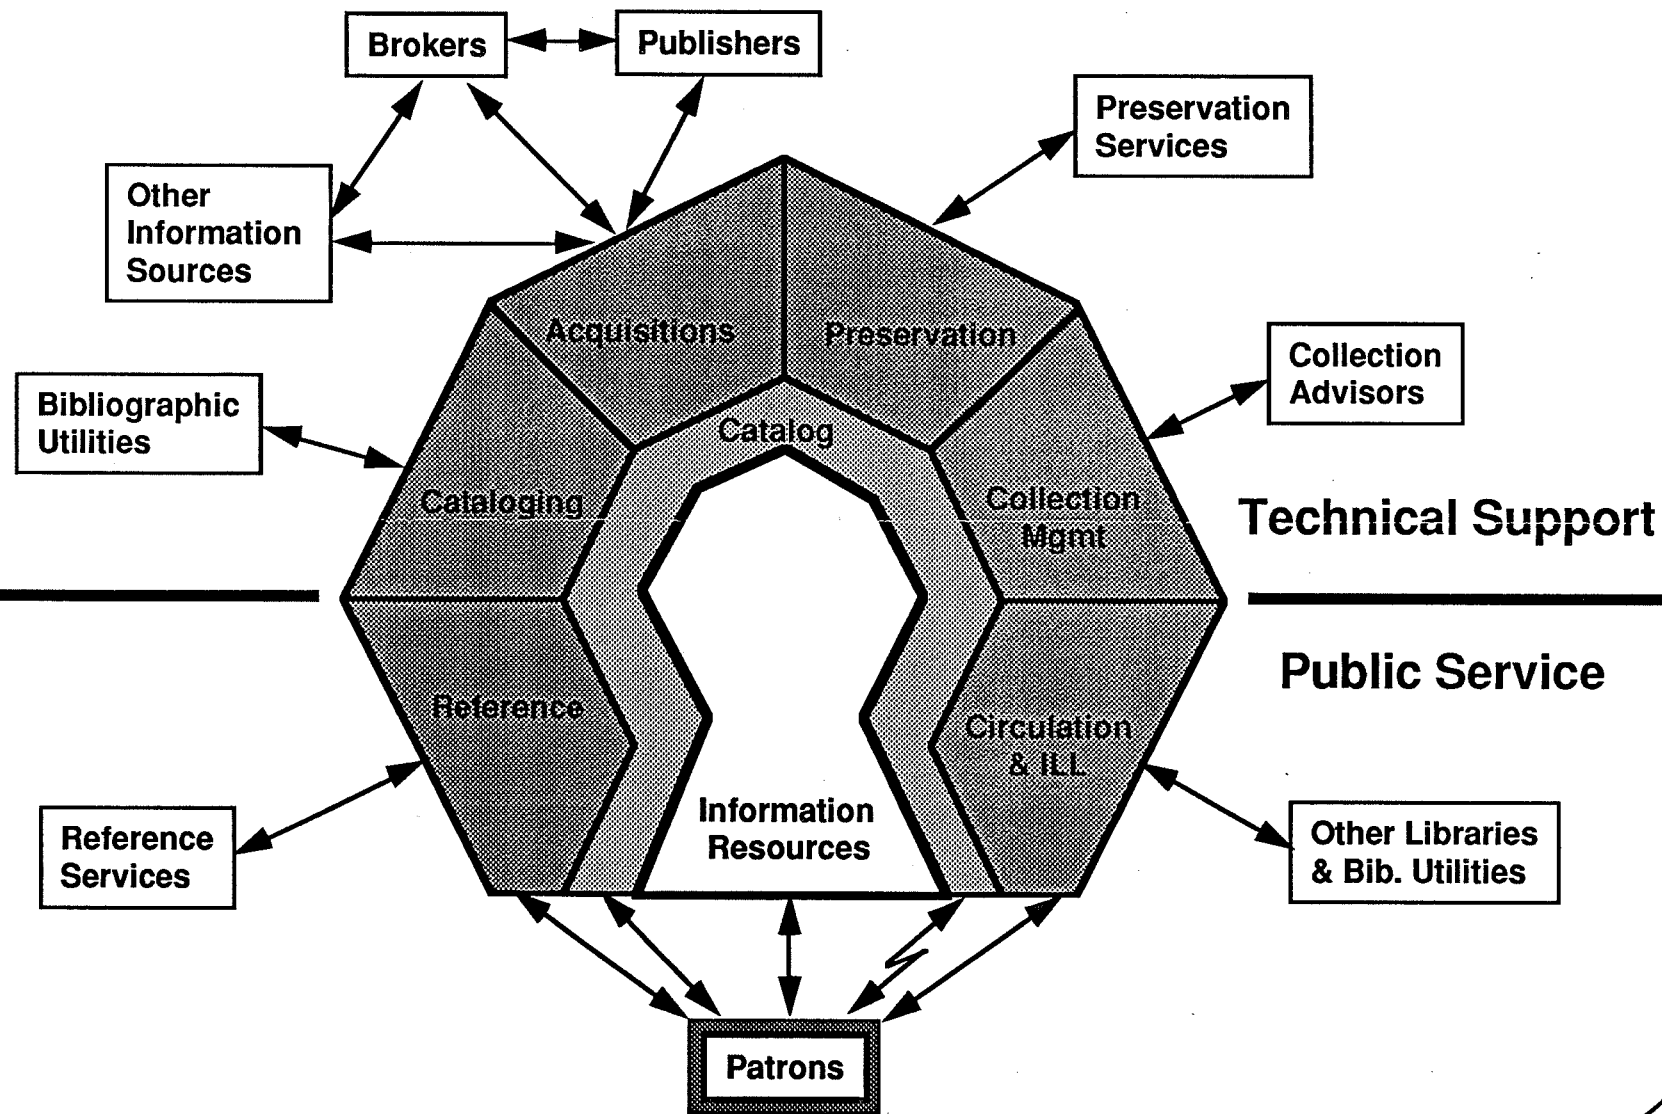 Brokers
Publishers
Preservation
Services
Other
Information
Sources
Acquisitions
Preservation
Collection
Advisors
Bibliographic
Utilities
Catalog
Cataloging
Collection
Mgmt
Technical Support
Public Service
Reference
Circulation
& ILL
Information
Resources
Reference
Services
Other Libraries
& Bib. Utilities
Patrons